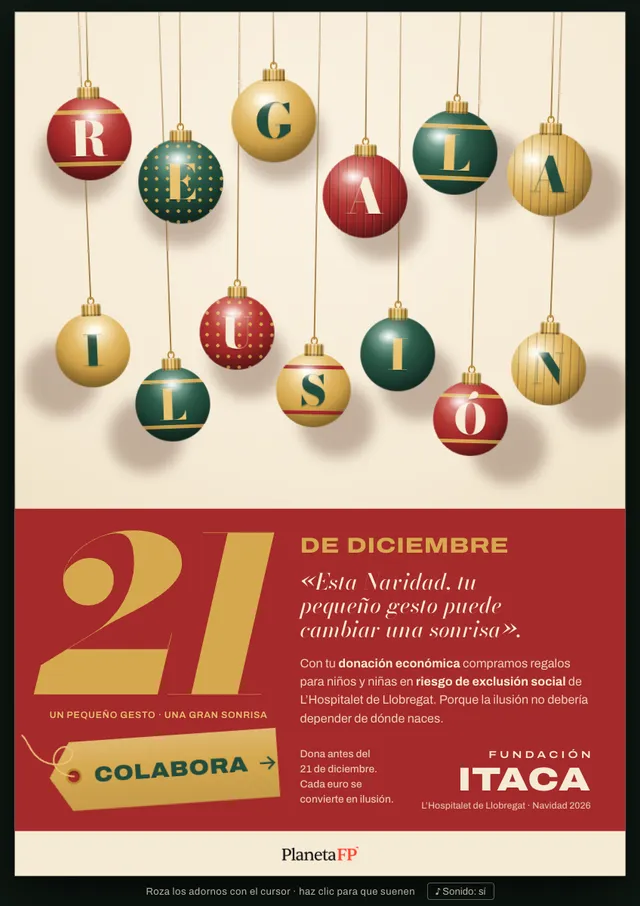 REGALA
ILUSIÓN
21
DE DICIEMBRE
«Esta Navidad, tu
pequeño gesto puede
cambiar una sonrisa».
Con tu donación económica compramos regalos
para niños y niñas en riesgo de exclusión social de
L'Hospitalet de Llobregat. Porque la ilusión no debería
depender de dónde naces.
UN PEQUEÑO GESTO · UNA GRAN SONRISA
COLABORA →
Dona antes del
21 de diciembre.
Cada euro se
convierte en ilusión.
FUNDACIÓN
ITACA
L'Hospitalet de Llobregat · Navidad 2026
PlanetaFP
Roza los adornos con el cursor · haz clic para que suenen
♪ Sonido: sí